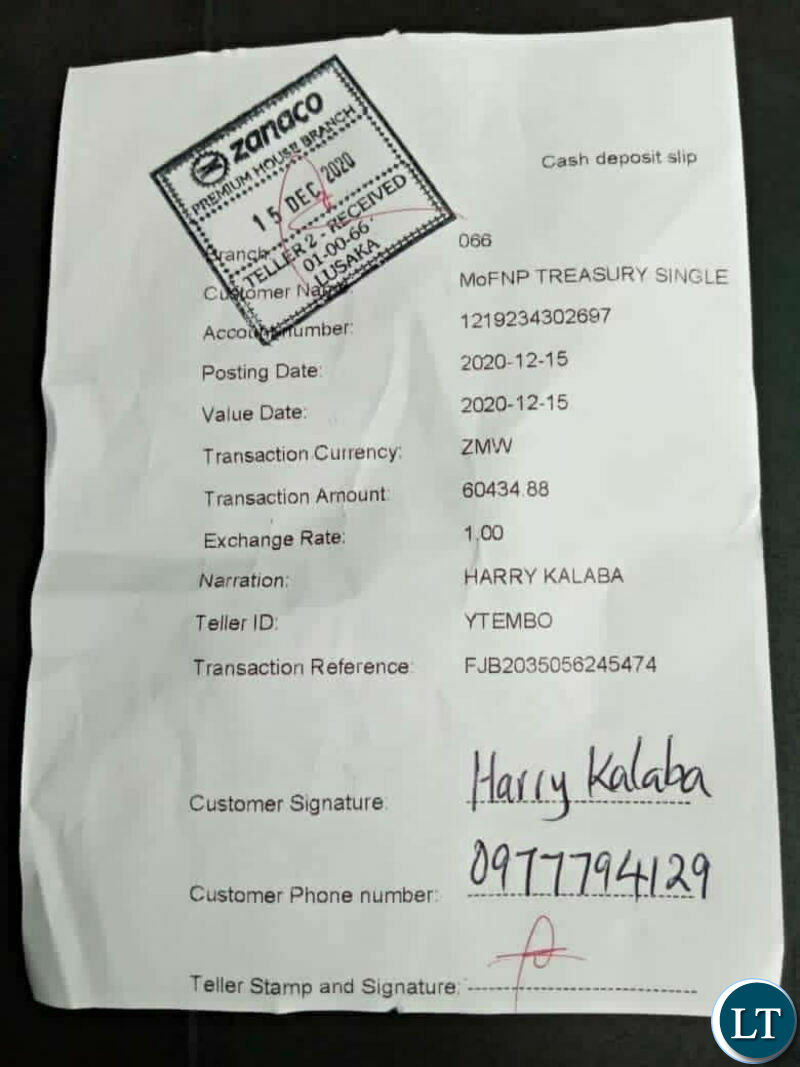 zanaco
PREMIUM HOUSE BRANCH
15 DEC 2020
TELLER 2 - RECEIVED
01-00-66
LUSAKA
Cash deposit slip
Branch 066
Customer Name: MoFNP TREASURY SINGLE
Account Number: 1219234302697
Posting Date: 2020-12-15
Value Date: 2020-12-15
Transaction Currency: ZMW
Transaction Amount: 60434.88
Exchange Rate: 1.00
Narration: HARRY KALABA
Teller ID: YTEMBO
Transaction Reference: FJB2035056245474
Customer Signature: Harry Kalaba
Customer Phone number: 0977794129
Teller Stamp and Signature:
LT